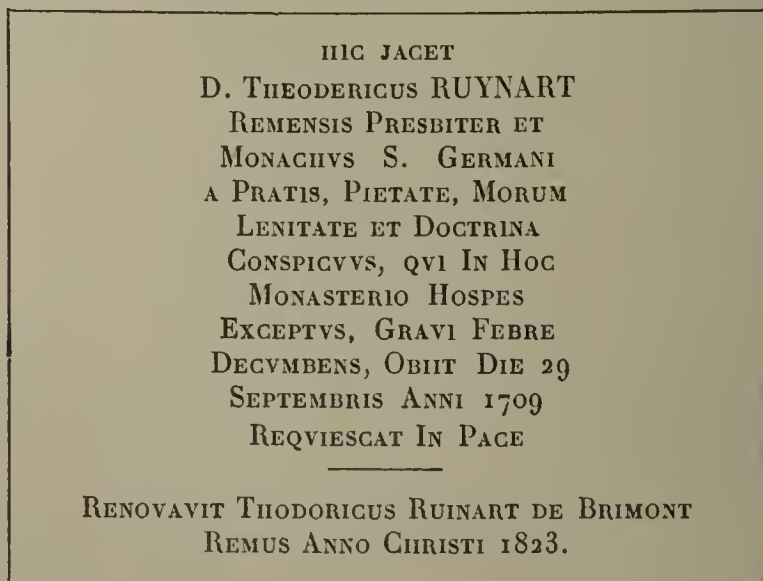 HIC JACET
D. THEODERICUS RUYNART
REMENSIS PRESBITER ET
MONACHVS S. GERMANI
A PRATIS, PIETATE, MORUM
LENITATE ET DOCTRINA
CONSPICVVS, QVI IN HOC
MONASTERIO HOSPES
EXCEPTVS, GRAVI FEBRE
DECVMBENS, OBIIT DIE 29
SEPTEMBRIS ANNI 1709
REQVIESCAT IN PACE
RENOVAVIT THODORICUS RUINART DE BRIMONT
REMUS ANNO CHRISTI 1823.